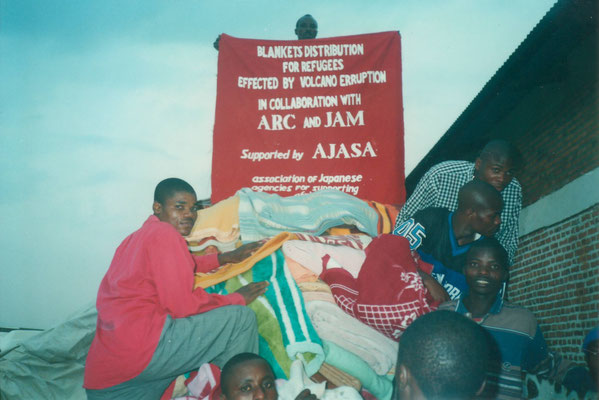 BLANKETS DISTRIBUTION
FOR REFUGEES
EFFECTED BY VOLCANO ERRUPTION
IN COLLABORATION WITH
ARC AND JAM
Supported by AJASA
association of Japanese
agencies for supporting